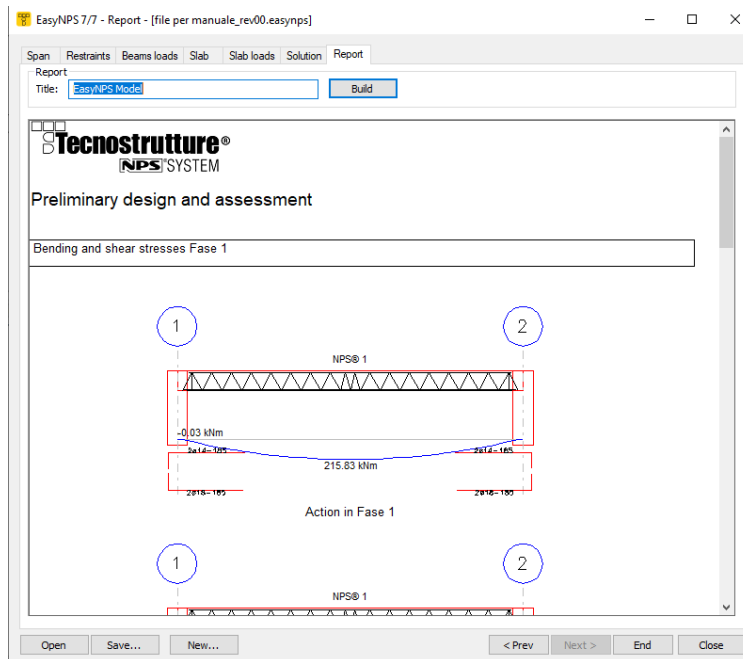 EasyNPS 7/7 - Report - [file per manuale_rev00.easynps]
Span Restraints Beams loads Slab Slab loads Solution Report
Report
Title: EasyNPS Model Build
Tecnostrutture®
NPS® SYSTEM
Preliminary design and assessment
Bending and shear stresses Fase 1
1 2
NPS® 1
-0.03 kNm
215.83 kNm
Action in Fase 1
1 2
NPS® 1
Open Save... New... < Prev Next > End Close